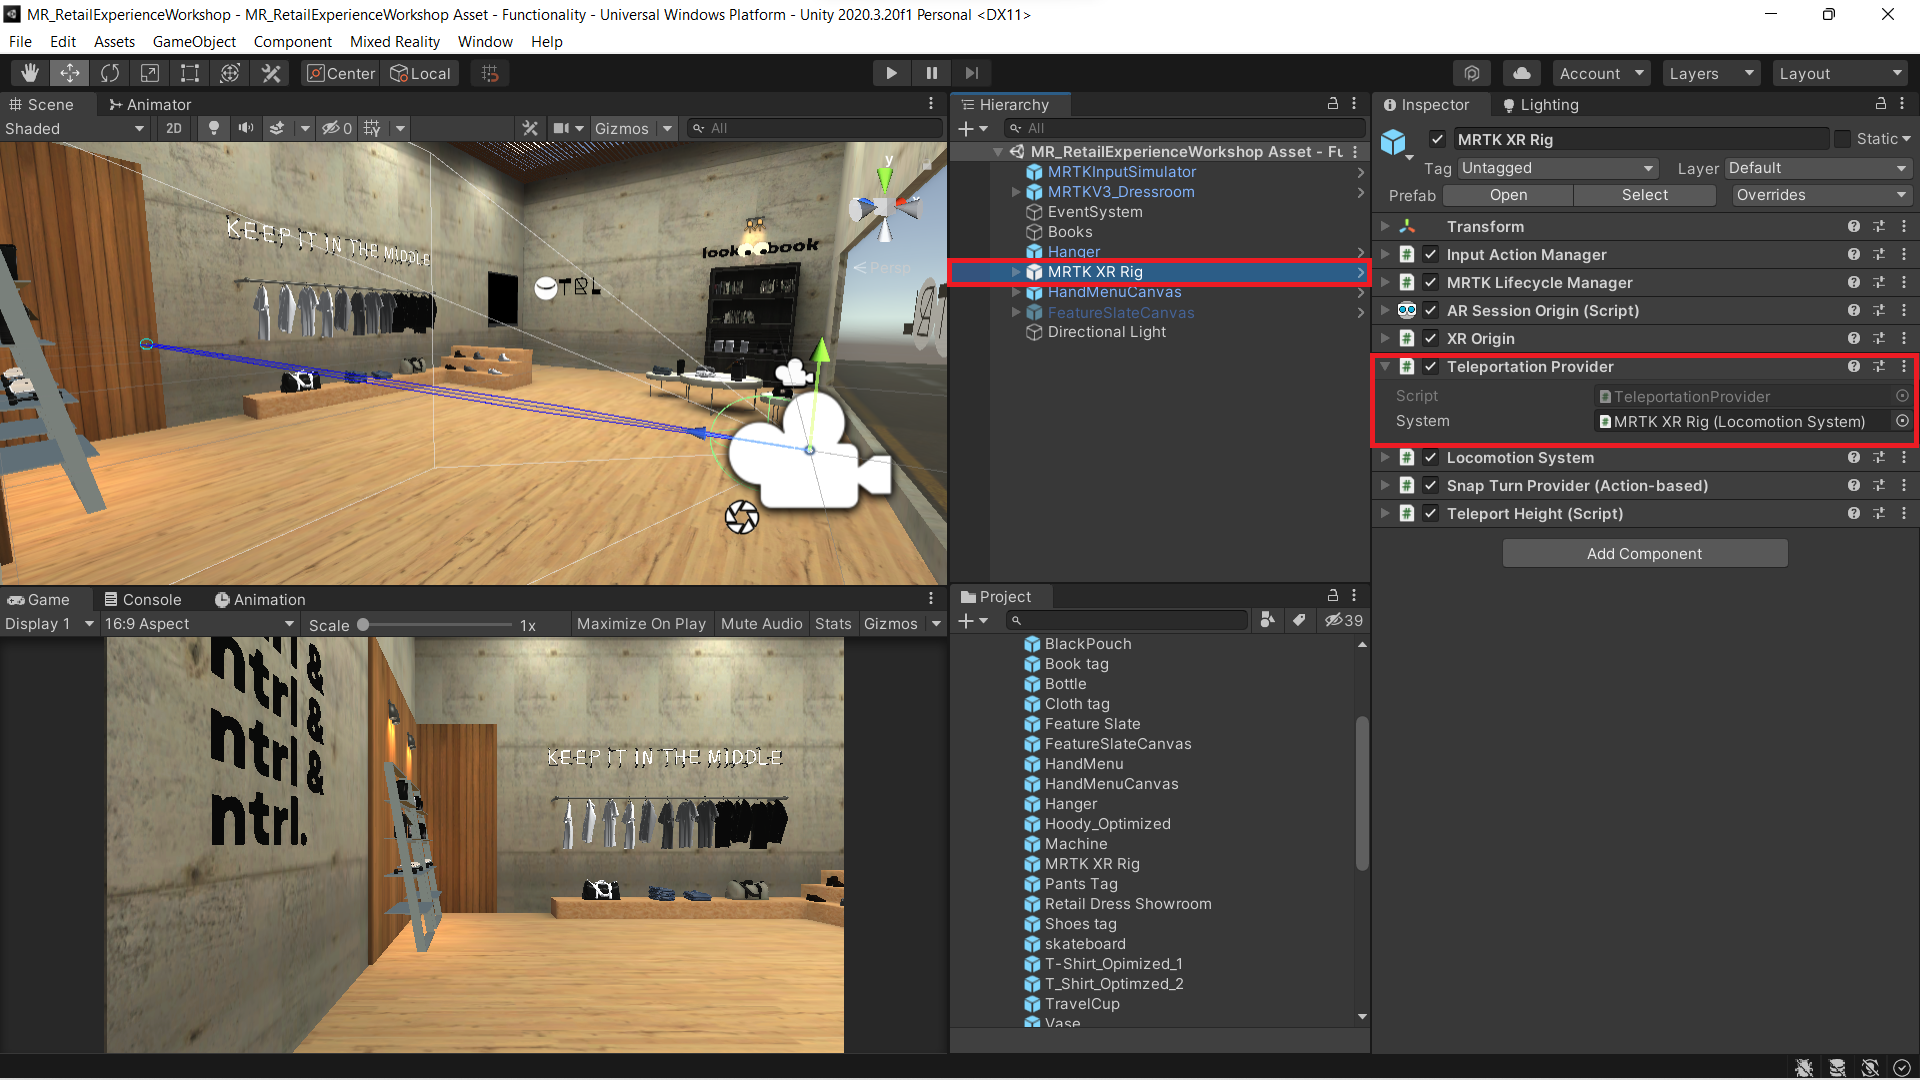 MR_RetailExperienceWorkshop - MR_RetailExperienceWorkshop Asset - Functionality - Universal Windows Platform - Unity 2020.3.20f1 Personal <DX11>
File Edit Assets GameObject Component Mixed Reality Window Help
Center Local
Account Layers Layout
Scene Animator
Shaded 2D 0 Gizmos All
y
Persp
KEEP IT IN THE MIDDLE
look book
Hierarchy
All
MR_RetailExperienceWorkshop Asset - Fu
MRTKInputSimulator
MRTKV3_Dressroom
EventSystem
Books
Hanger
MRTK XR Rig
HandMenuCanvas
FeatureSlateCanvas
Directional Light
Inspector Lighting
MRTK XR Rig Static
Tag Untagged Layer Default
Prefab Open Select Overrides
Transform
Input Action Manager
MRTK Lifecycle Manager
AR Session Origin (Script)
XR Origin
Teleportation Provider
Script TeleportationProvider
System MRTK XR Rig (Locomotion System)
Locomotion System
Snap Turn Provider (Action-based)
Teleport Height (Script)
Add Component
Game Console Animation
Display 1 16:9 Aspect Scale 1x Maximize On Play Mute Audio Stats Gizmos
ntrl &
ntrl &
ntrl &
ntrl.
KEEP IT IN THE MIDDLE
Project
39
BlackPouch
Book tag
Bottle
Cloth tag
Feature Slate
FeatureSlateCanvas
HandMenu
HandMenuCanvas
Hanger
Hoody_Optimized
Machine
MRTK XR Rig
Pants Tag
Retail Dress Showroom
Shoes tag
skateboard
T-Shirt_Opimized_1
T_Shirt_Optimzed_2
TravelCup
Vase